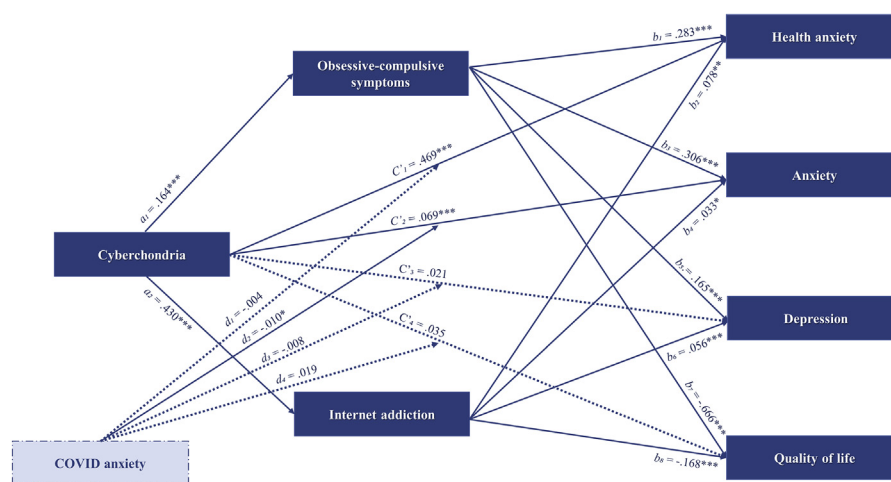 Health anxiety
b₁ = .283***
Obsessive-compulsive
symptoms
b₂ = .078**
C'₁ = .469***
b₃ = .306***
Anxiety
a₁ = .164***
C'₂ = .069***
b₄ = .033*
Cyberchondria
C'₃ = .021
b₅ = .165***
a₂ = .430***
d₁ = -.004
d₂ = -.010*
C'₄ = .035
Depression
d₃ = -.008
b₆ = .056***
d₄ = .019
b₇ = -.666***
Internet addiction
COVID anxiety
b₈ = -.168***
Quality of life